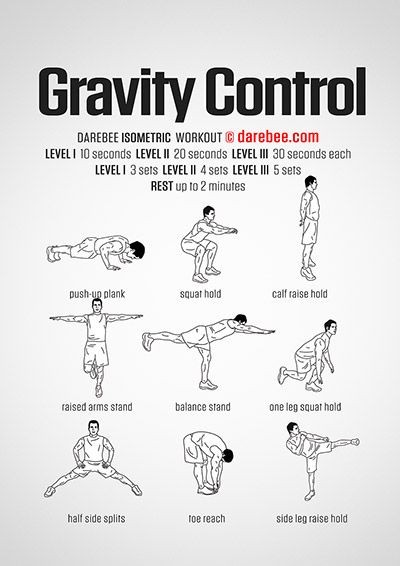 Gravity Control
DAREBEE ISOMETRIC WORKOUT © darebee.com
LEVEL I 10 seconds LEVEL II 20 seconds LEVEL III 30 seconds each
LEVEL I 3 sets LEVEL II 4 sets LEVEL III 5 sets
REST up to 2 minutes
push-up plank squat hold calf raise hold
raised arms stand balance stand one leg squat hold
half side splits toe reach side leg raise hold